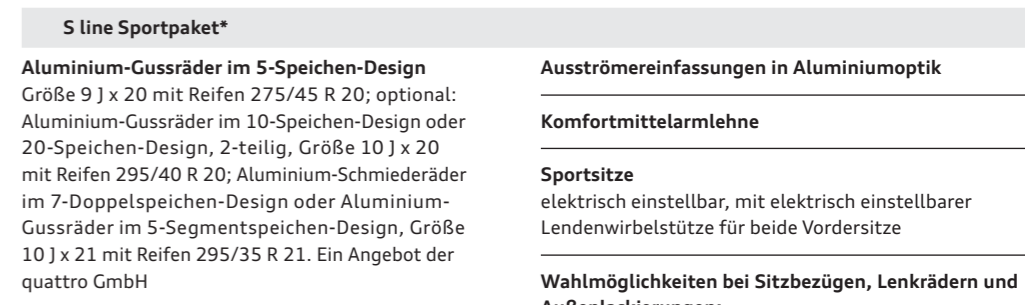 S line Sportpaket*
Aluminium-Gussräder im 5-Speichen-Design
Größe 9 J x 20 mit Reifen 275/45 R 20; optional:
Aluminium-Gussräder im 10-Speichen-Design oder
20-Speichen-Design, 2-teilig, Größe 10 J x 20
mit Reifen 295/40 R 20; Aluminium-Schmiederäder
im 7-Doppelspeichen-Design oder Aluminium-
Gussräder im 5-Segmentspeichen-Design, Größe
10 J x 21 mit Reifen 295/35 R 21. Ein Angebot der
quattro GmbH
Ausströmereinfassungen in Aluminiumoptik
Komfortmittelarmlehne
Sportsitze
elektrisch einstellbar, mit elektrisch einstellbarer
Lendenwirbelstütze für beide Vordersitze
Wahlmöglichkeiten bei Sitzbezügen, Lenkrädern und
Außenlackierungen: